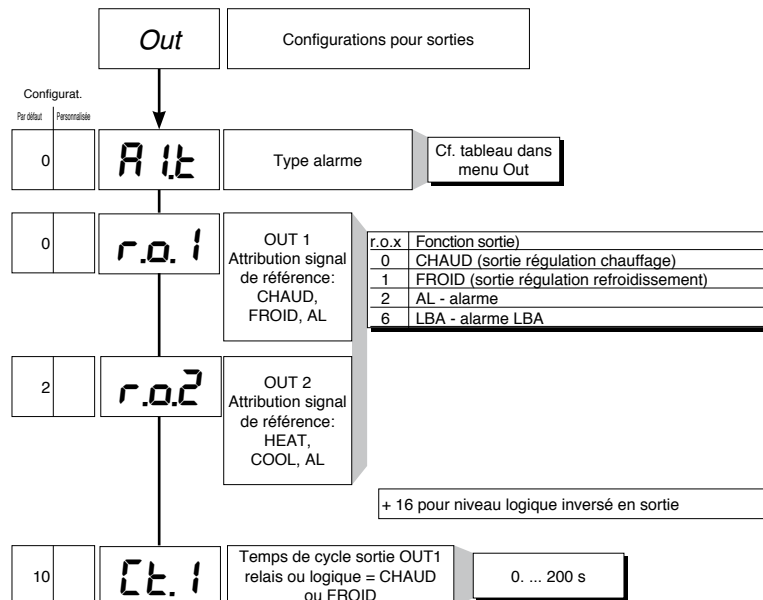 Out
Configurations pour sorties
Configurat.
Par défaut
Personnalisée
0
A1.t
Type alarme
Cf. tableau dans
menu Out
0
r.o.1
OUT 1
Attribution signal
de référence:
CHAUD,
FROID, AL
r.o.x Fonction sortie)
0 CHAUD (sortie régulation chauffage)
1 FROID (sortie régulation refroidissement)
2 AL - alarme
6 LBA - alarme LBA
2
r.o.2
OUT 2
Attribution signal
de référence:
HEAT,
COOL, AL
+ 16 pour niveau logique inversé en sortie
10
Ct.1
Temps de cycle sortie OUT1
relais ou logique = CHAUD
ou FROID
0. ... 200 s